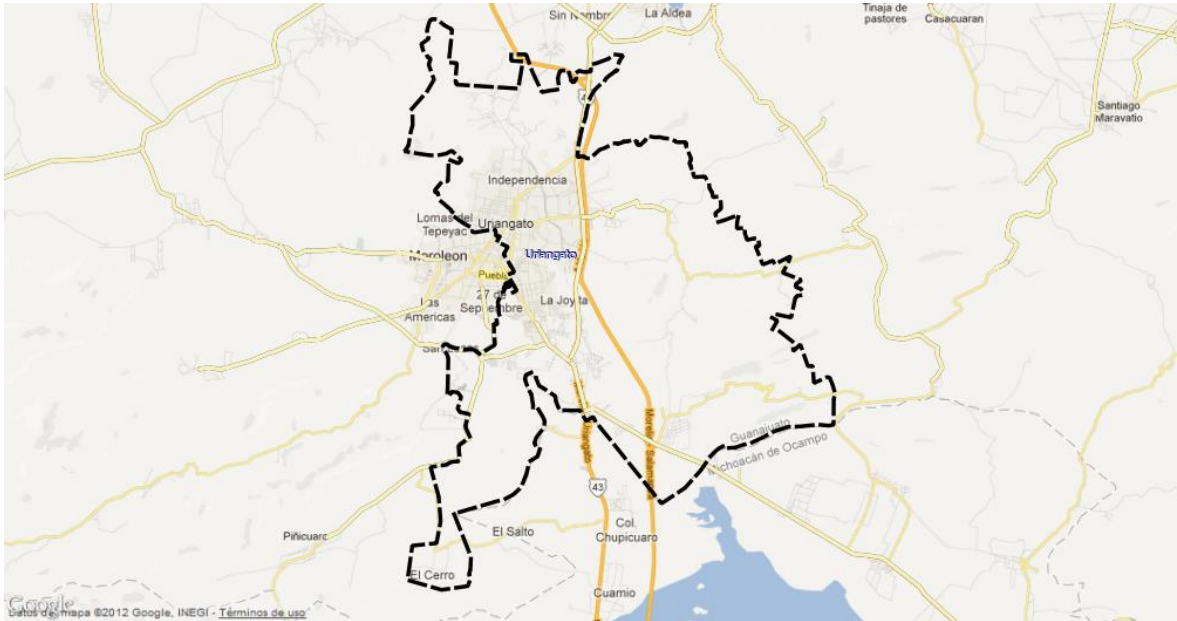 Sin Nombre
La Aldea
Tinaja de
pastores
Casacuaran
Santiago
Maravatio
Independencia
Lomas del
Tepeyac
Uriangato
Moroleon
Uriangato
Puebla
27 de
Septiembre
La Joyita
Las
Americas
Guanajuato
Michoacán de Ocampo
43
El Salto
Col.
Chupicuaro
Piñicuaro
El Cerro
Cuamio
Google
Datos de mapa ©2012 Google, INEGI - Términos de uso